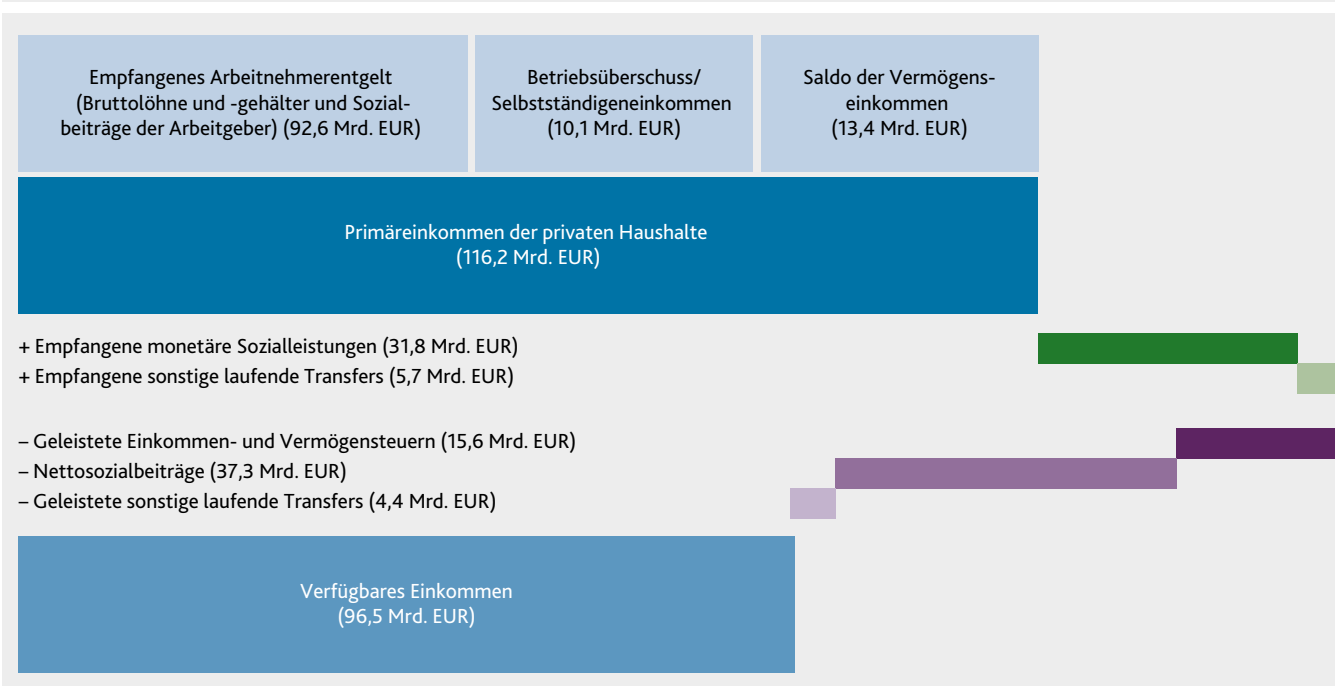 Empfangenes Arbeitnehmerentgelt
(Bruttolöhne und -gehälter und Sozial-
beiträge der Arbeitgeber) (92,6 Mrd. EUR)
Betriebsüberschuss/
Selbstständigeneinkommen
(10,1 Mrd. EUR)
Saldo der Vermögens-
einkommen
(13,4 Mrd. EUR)
Primäreinkommen der privaten Haushalte
(116,2 Mrd. EUR)
+ Empfangene monetäre Sozialleistungen (31,8 Mrd. EUR)
+ Empfangene sonstige laufende Transfers (5,7 Mrd. EUR)
– Geleistete Einkommen- und Vermögensteuern (15,6 Mrd. EUR)
– Nettosozialbeiträge (37,3 Mrd. EUR)
– Geleistete sonstige laufende Transfers (4,4 Mrd. EUR)
Verfügbares Einkommen
(96,5 Mrd. EUR)